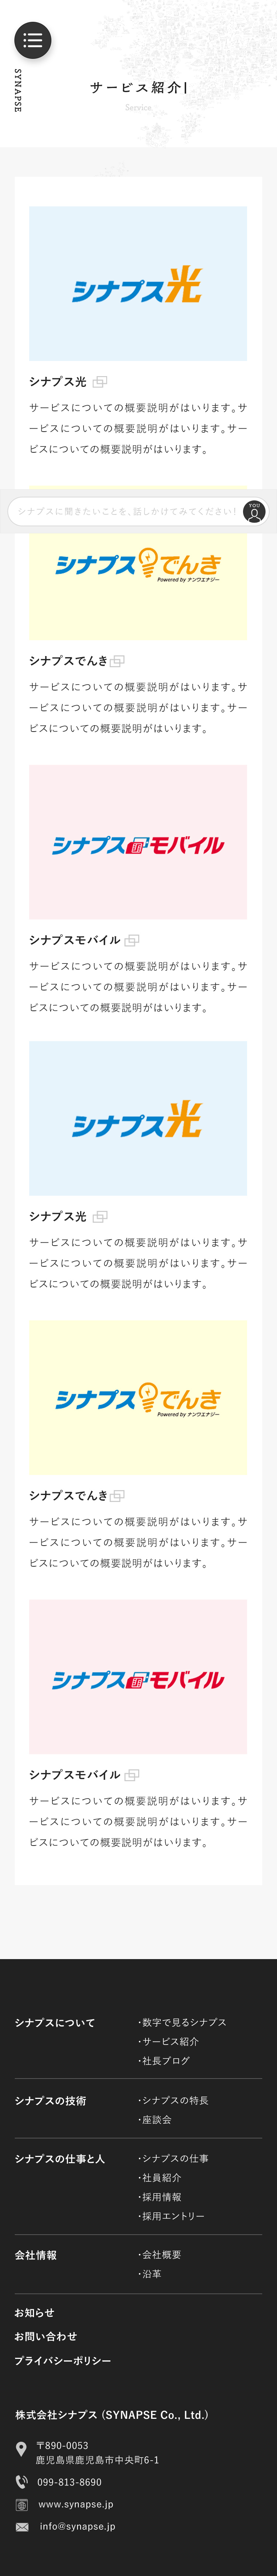 SYNAPSE
サービス紹介
Service
シナプス光
シナプス光
サービスについての概要説明がはいります。サ
ービスについての概要説明がはいります。サー
ビスについての概要説明がはいります。
シナプスに聞きたいことを、話しかけてみてください!
YOU
シナプスでんき
Powered by ナンワエナジー
シナプスでんき
サービスについての概要説明がはいります。サ
ービスについての概要説明がはいります。サー
ビスについての概要説明がはいります。
シナプスモバイル
シナプスモバイル
サービスについての概要説明がはいります。サ
ービスについての概要説明がはいります。サー
ビスについての概要説明がはいります。
シナプス光
シナプス光
サービスについての概要説明がはいります。サ
ービスについての概要説明がはいります。サー
ビスについての概要説明がはいります。
シナプスでんき
Powered by ナンワエナジー
シナプスでんき
サービスについての概要説明がはいります。サ
ービスについての概要説明がはいります。サー
ビスについての概要説明がはいります。
シナプスモバイル
シナプスモバイル
サービスについての概要説明がはいります。サ
ービスについての概要説明がはいります。サー
ビスについての概要説明がはいります。
シナプスについて
・数字で見るシナプス
・サービス紹介
・社長ブログ
シナプスの技術
・シナプスの特長
・座談会
シナプスの仕事と人
・シナプスの仕事
・社員紹介
・採用情報
・採用エントリー
会社情報
・会社概要
・沿革
お知らせ
お問い合わせ
プライバシーポリシー
株式会社シナプス (SYNAPSE Co., Ltd.)
〒890-0053
鹿児島県鹿児島市中央町6-1
099-813-8690
www.synapse.jp
info@synapse.jp